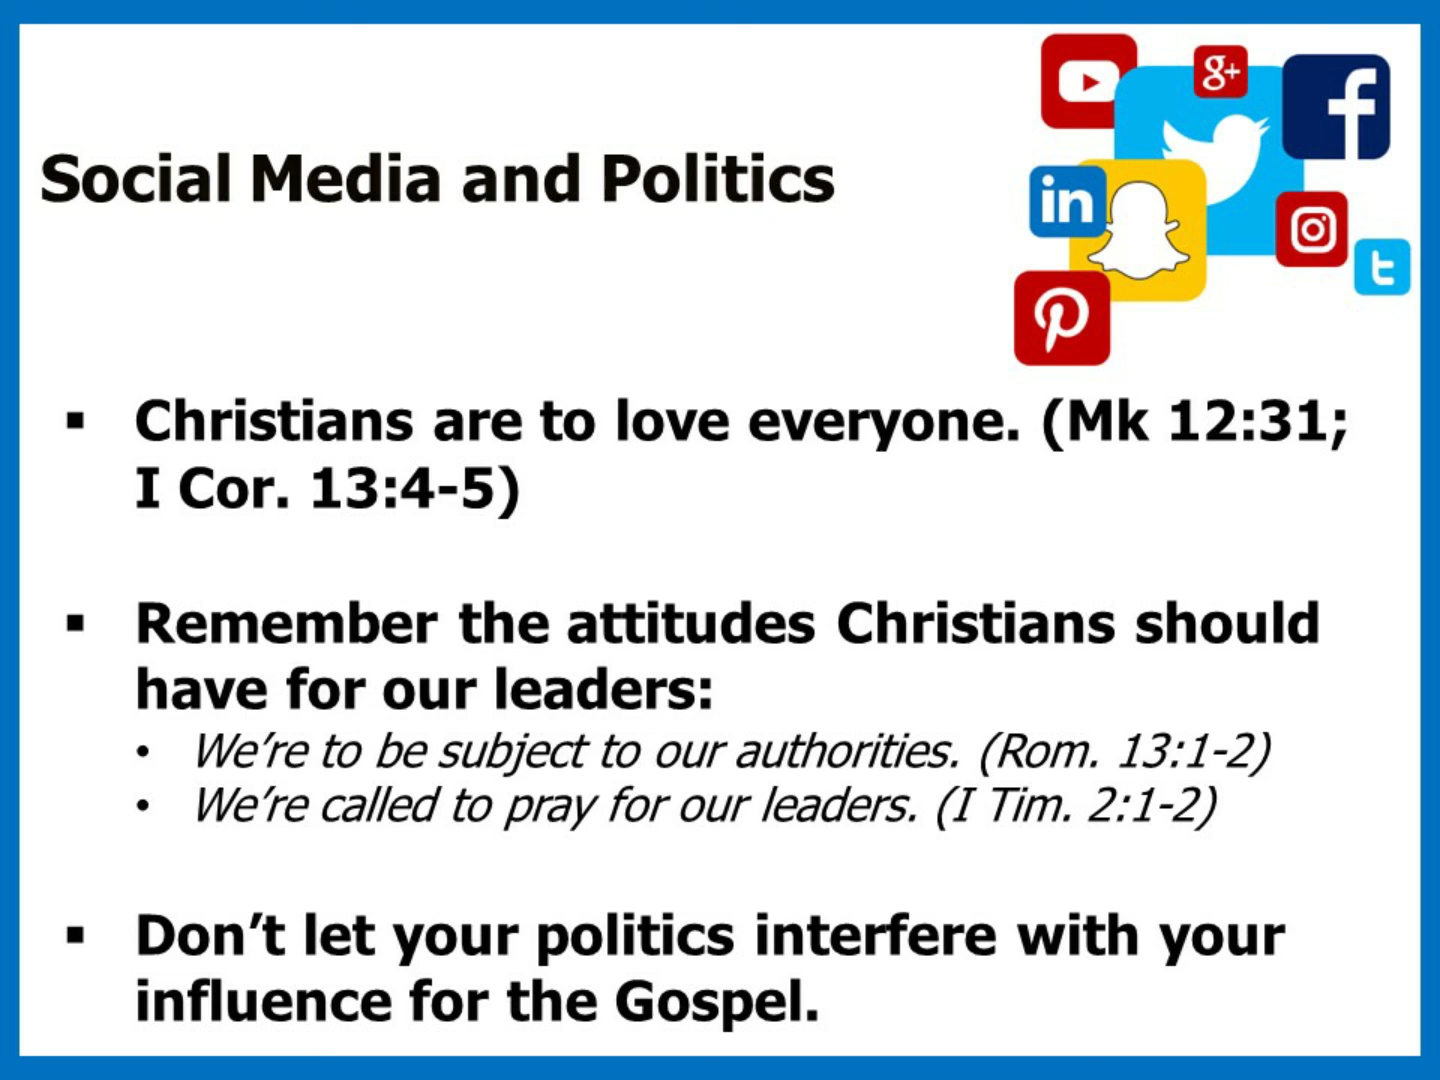 Social Media and Politics
g+
f
in
t
▪ Christians are to love everyone. (Mk 12:31;
I Cor. 13:4-5)
▪ Remember the attitudes Christians should
have for our leaders:
• We’re to be subject to our authorities. (Rom. 13:1-2)
• We’re called to pray for our leaders. (I Tim. 2:1-2)
▪ Don’t let your politics interfere with your
influence for the Gospel.